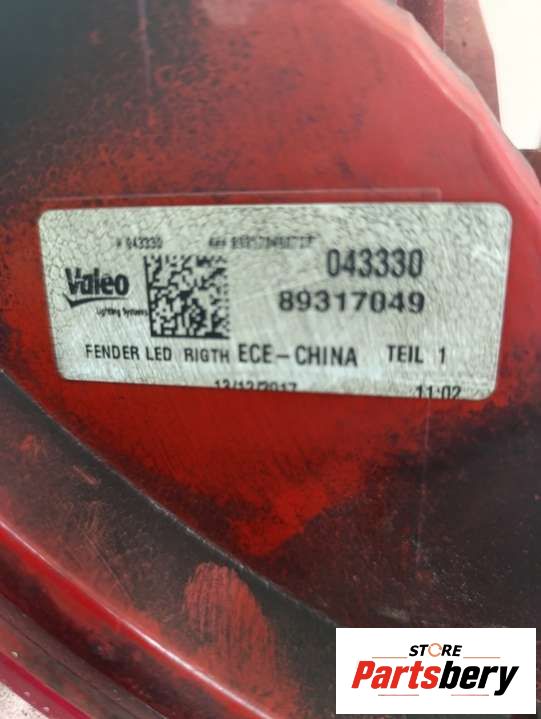 # 043330
043330
Valeo
Lighting Systems
89317049
FENDER LED RIGTH ECE-CHINA TEIL 1
13/12/2017 11:02
STORE
Partsbery